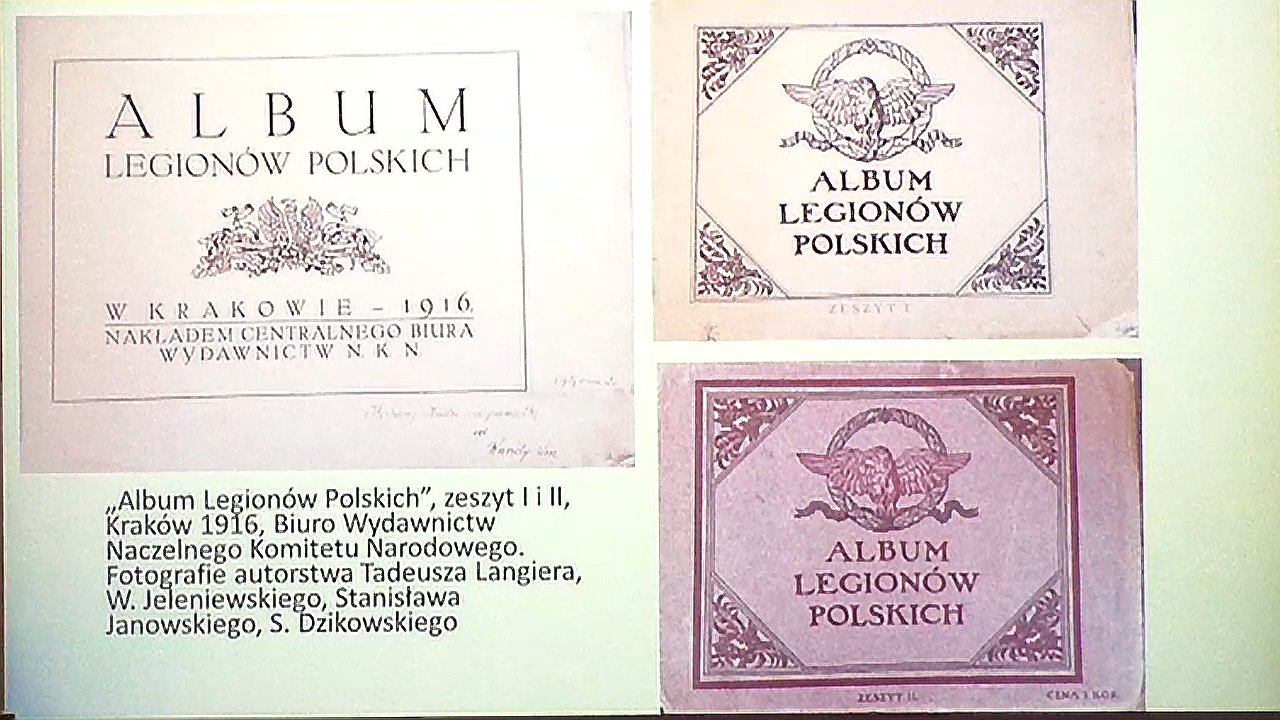 ALBUM
LEGIONÓW POLSKICH
W KRAKOWIE – 1916
NAKŁADEM CENTRALNEGO BIURA
WYDAWNICTW N K N
„Album Legionów Polskich”, zeszyt I i II,
Kraków 1916, Biuro Wydawnictw
Naczelnego Komitetu Narodowego.
Fotografie autorstwa Tadeusza Langiera,
W. Jeleniewskiego, Stanisława
Janowskiego, S. Dzikowskiego
ALBUM
LEGIONÓW
POLSKICH
ZESZYT I
ALBUM
LEGIONÓW
POLSKICH
ZESZYT II.
CENA 3 KOR.